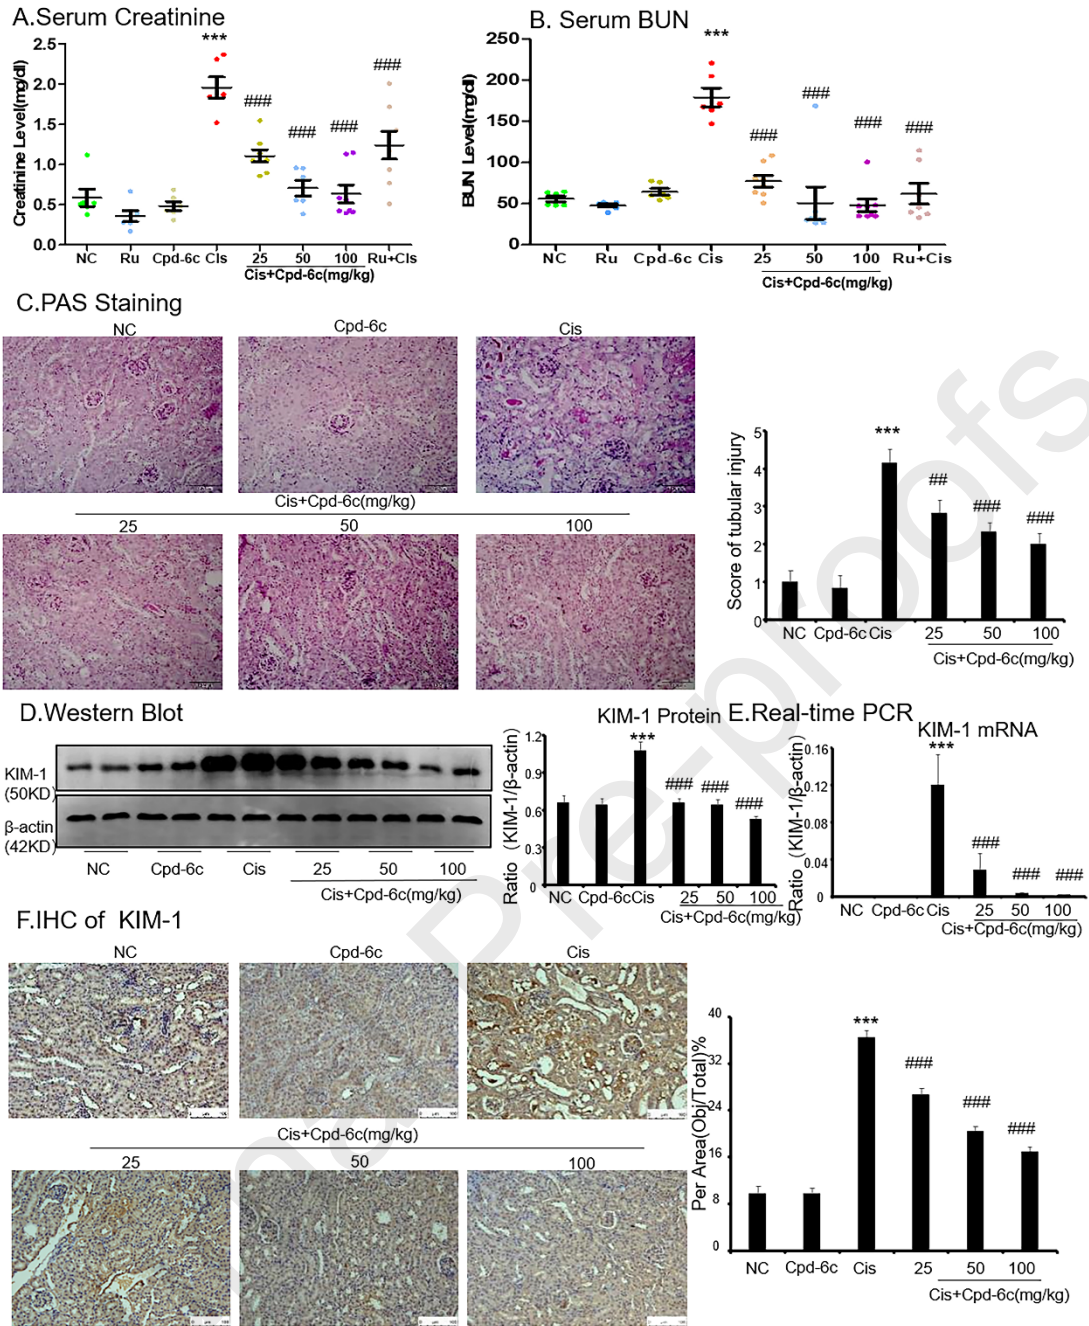 A.Serum Creatinine
***
###
###
###
###
Creatinine Level(mg/dl)
2.5
2.0
1.5
1.0
0.5
0.0
NC
Ru
Cpd-6c
Cis
25
50
100
Ru+Cis
Cis+Cpd-6c(mg/kg)
B. Serum BUN
***
###
###
###
###
BUN Level(mg/dl)
250
200
150
100
50
0
NC
Ru
Cpd-6c
Cis
25
50
100
Ru+Cis
Cis+Cpd-6c(mg/kg)
C.PAS Staining
NC
Cpd-6c
Cis
Cis+Cpd-6c(mg/kg)
25
50
100
Score of tubular injury
5
4
3
2
1
0
***
##
###
###
NC
Cpd-6c
Cis
25
50
100
Cis+Cpd-6c(mg/kg)
D.Western Blot
KIM-1
(50KD)
β-actin
(42KD)
NC
Cpd-6c
Cis
25
50
100
Cis+Cpd-6c(mg/kg)
KIM-1 Protein
Ratio (KIM-1/β-actin)
1.2
0.9
0.6
0.3
0
***
###
###
###
NC
Cpd-6c
Cis
25
50
100
Cis+Cpd-6c(mg/kg)
E.Real-time PCR
KIM-1 mRNA
Ratio (KIM-1/β-actin)
0.16
0.12
0.08
0.04
0
***
###
###
###
NC
Cpd-6c
Cis
25
50
100
Cis+Cpd-6c(mg/kg)
F.IHC of KIM-1
NC
Cpd-6c
Cis
Cis+Cpd-6c(mg/kg)
25
50
100
Per Area(Obj/Total)%
40
32
24
16
8
0
***
###
###
###
NC
Cpd-6c
Cis
25
50
100
Cis+Cpd-6c(mg/kg)
Pre-proofs